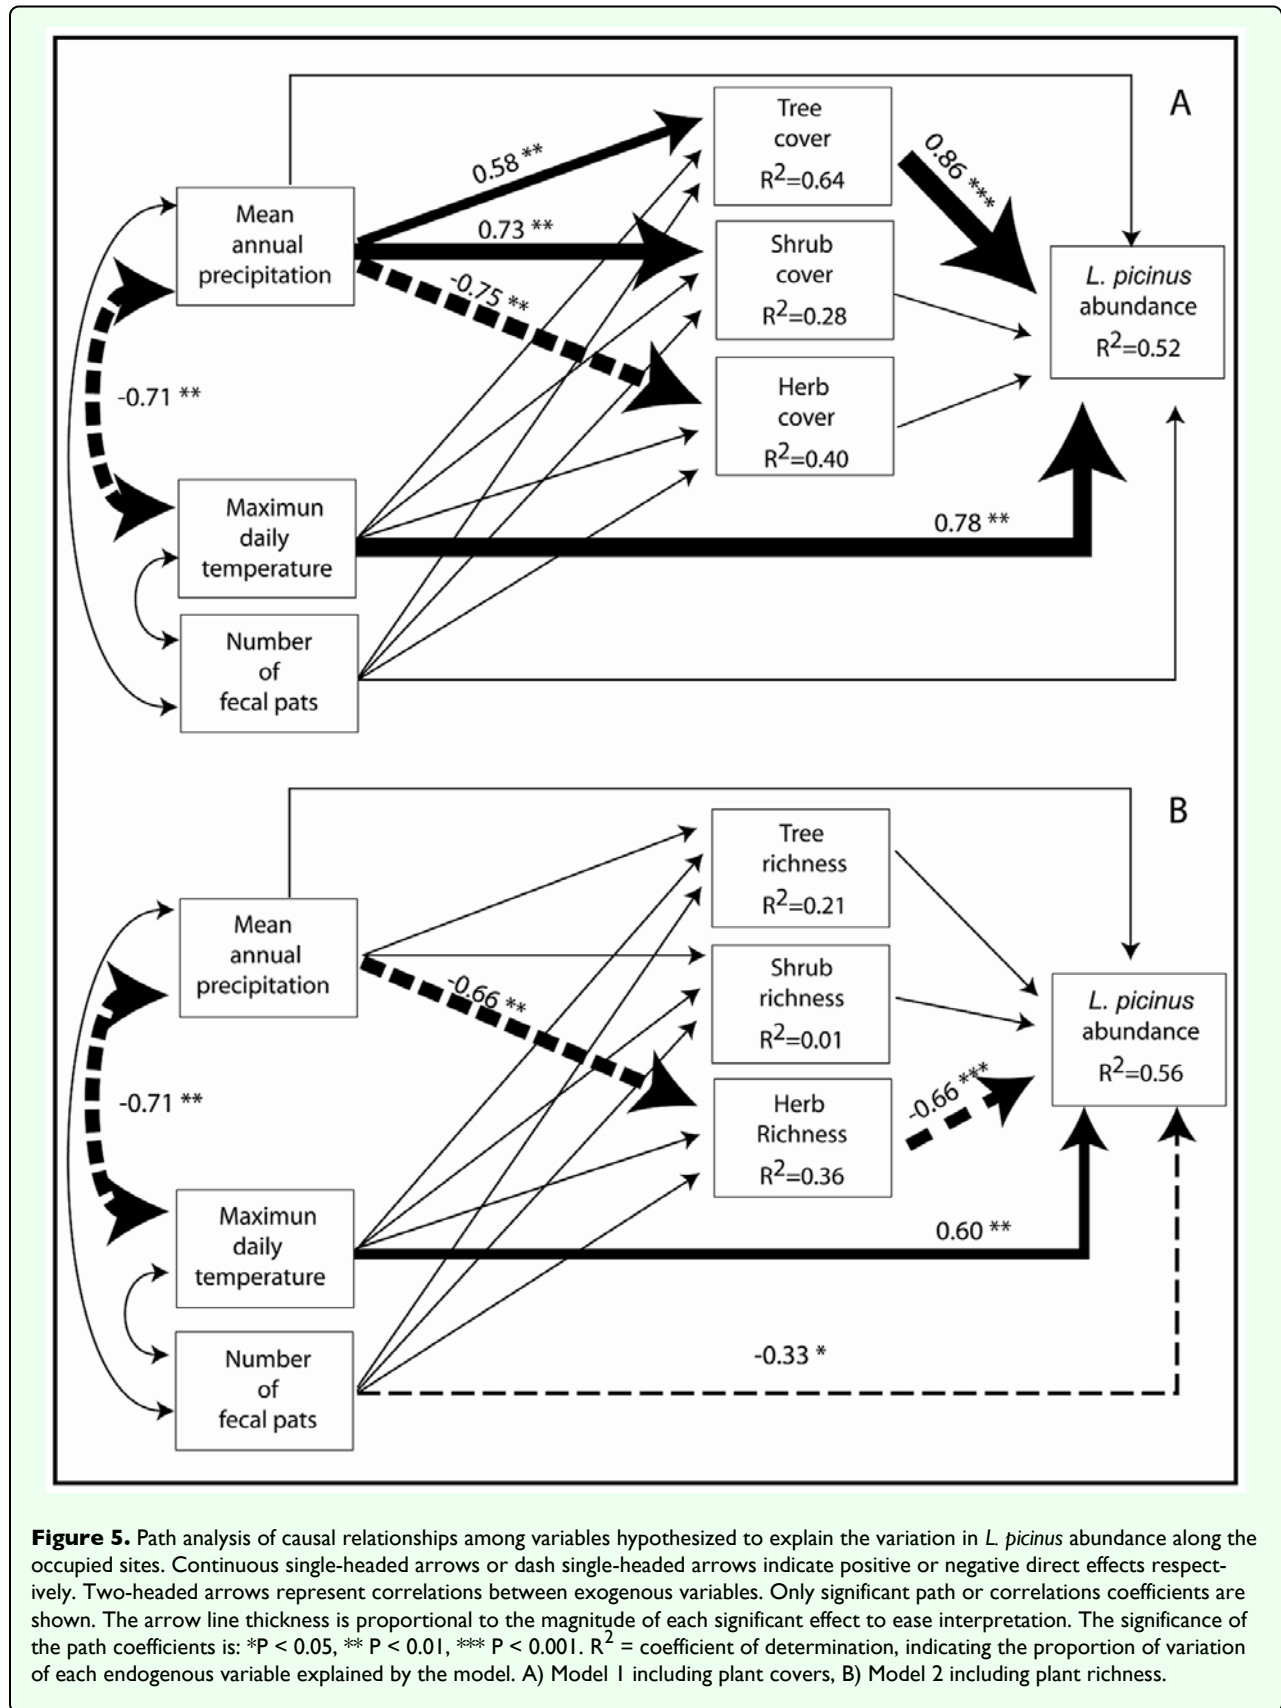 A
Mean
annual
precipitation
Maximun
daily
temperature
Number
of
fecal pats
-0.71 **
0.58 **
0.73 **
-0.75 **
Tree
cover
R²=0.64
Shrub
cover
R²=0.28
Herb
cover
R²=0.40
0.86 ***
0.78 **
L. picinus
abundance
R²=0.52
B
Mean
annual
precipitation
Maximun
daily
temperature
Number
of
fecal pats
-0.71 **
-0.66 **
Tree
richness
R²=0.21
Shrub
richness
R²=0.01
Herb
Richness
R²=0.36
-0.66 ***
0.60 **
-0.33 *
L. picinus
abundance
R²=0.56
Figure 5. Path analysis of causal relationships among variables hypothesized to explain the variation in L. picinus abundance along the
occupied sites. Continuous single-headed arrows or dash single-headed arrows indicate positive or negative direct effects respect-
ively. Two-headed arrows represent correlations between exogenous variables. Only significant path or correlations coefficients are
shown. The arrow line thickness is proportional to the magnitude of each significant effect to ease interpretation. The significance of
the path coefficients is: *P < 0.05, ** P < 0.01, *** P < 0.001. R² = coefficient of determination, indicating the proportion of variation
of each endogenous variable explained by the model. A) Model 1 including plant covers, B) Model 2 including plant richness.